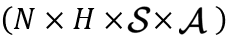 (N × H ×𝓢× 𝓐 )